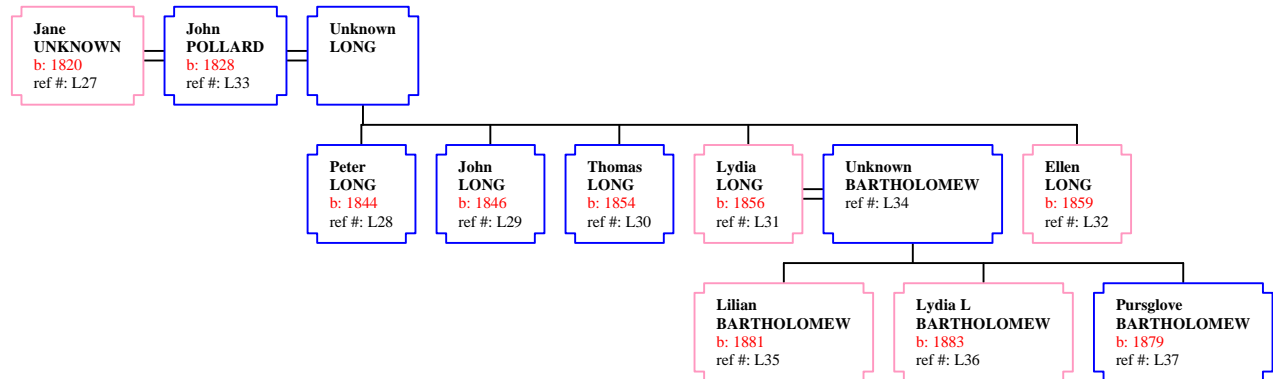 Jane
UNKNOWN
b: 1820
ref #: L27
John
POLLARD
b: 1828
ref #: L33
Unknown
LONG
Peter
LONG
b: 1844
ref #: L28
John
LONG
b: 1846
ref #: L29
Thomas
LONG
b: 1854
ref #: L30
Lydia
LONG
b: 1856
ref #: L31
Unknown
BARTHOLOMEW
ref #: L34
Ellen
LONG
b: 1859
ref #: L32
Lilian
BARTHOLOMEW
b: 1881
ref #: L35
Lydia L
BARTHOLOMEW
b: 1883
ref #: L36
Pursglove
BARTHOLOMEW
b: 1879
ref #: L37